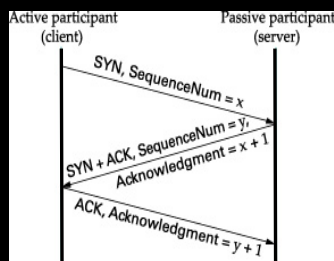 Active participant
(client)
Passive participant
(server)
SYN, SequenceNum = x
SYN + ACK, SequenceNum = y,
Acknowledgment = x + 1
ACK, Acknowledgment = y + 1